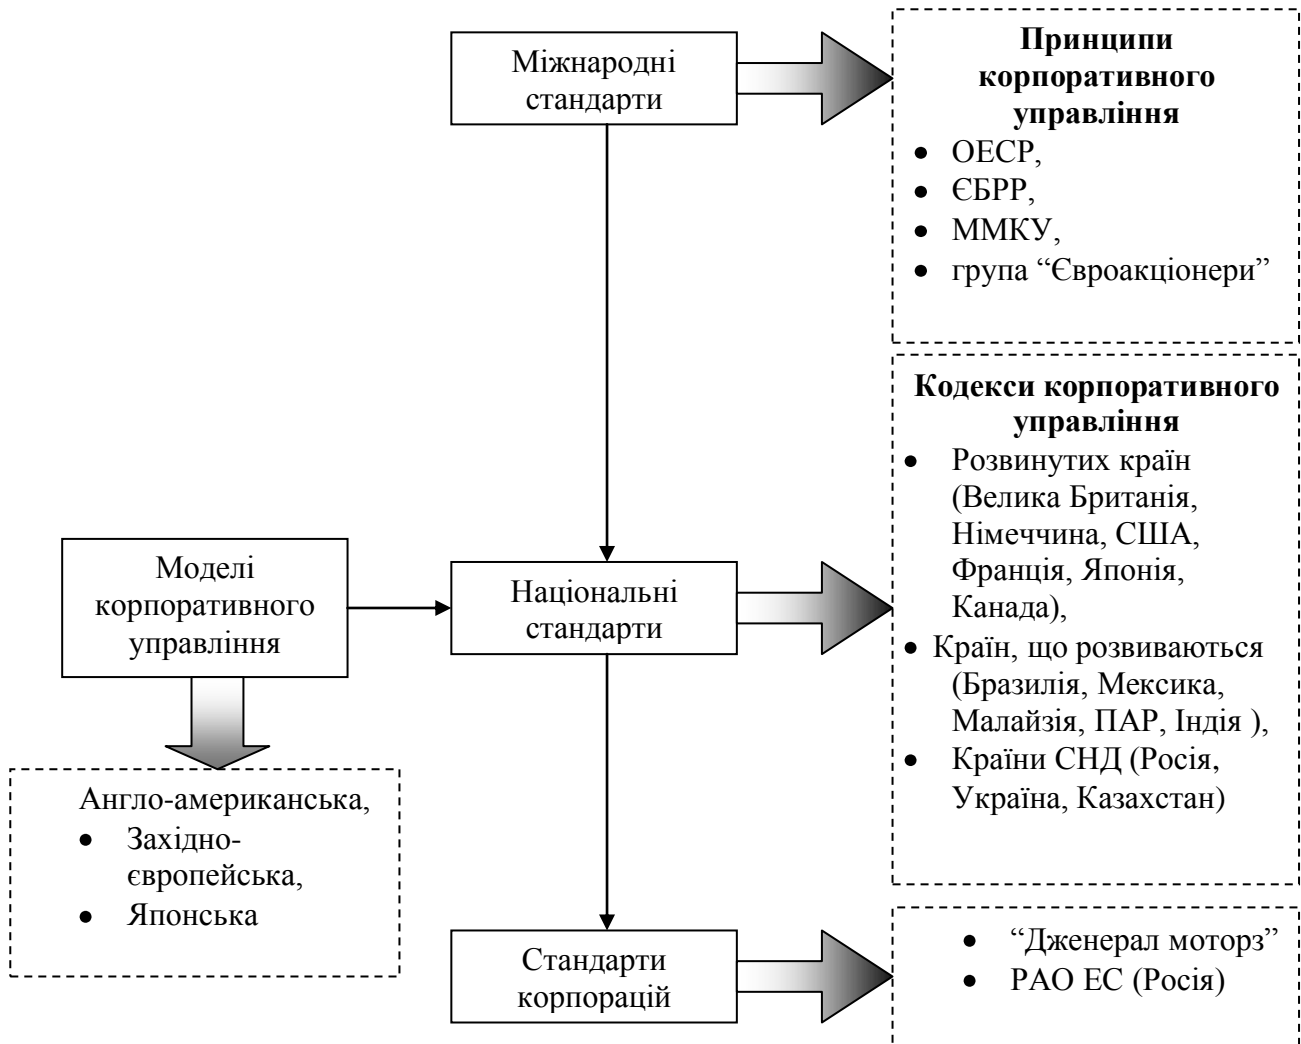 Міжнародні
стандарти
Принципи
корпоративного
управління
• ОЕСР,
• ЄБРР,
• ММКУ,
• група “Євроакціонери”
Кодекси корпоративного
управління
• Розвинутих країн
(Велика Британія,
Німеччина, США,
Франція, Японія,
Канада),
• Країн, що розвиваються
(Бразилія, Мексика,
Малайзія, ПАР, Індія ),
• Країни СНД (Росія,
Україна, Казахстан)
Моделі
корпоративного
управління
Національні
стандарти
Англо-американська,
• Західно-
європейська,
• Японська
Стандарти
корпорацій
• “Дженерал моторз”
• РАО ЕС (Росія)